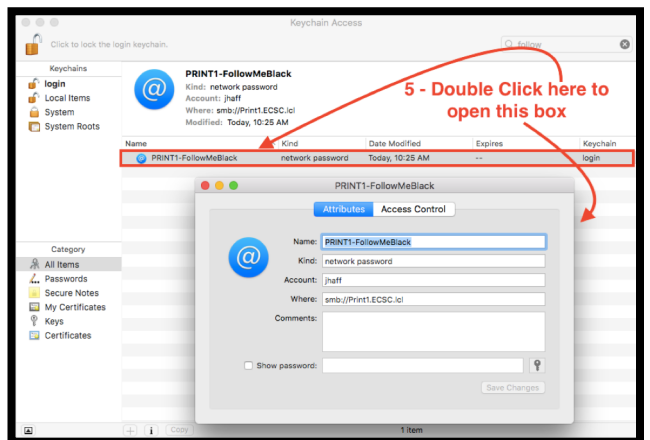 Keychain Access
Click to lock the login keychain.
follow
Keychains
login
Local Items
System
System Roots
PRINT1-FollowMeBlack
Kind: network password
Account: jhaff
Where: smb://Print1.ECSC.lcl
Modified: Today, 10:25 AM
5 - Double Click here to
open this box
Name Kind Date Modified Expires Keychain
PRINT1-FollowMeBlack network password Today, 10:25 AM -- login
PRINT1-FollowMeBlack
Attributes Access Control
Name: PRINT1-FollowMeBlack
Kind: network password
Account: jhaff
Where: smb://Print1.ECSC.lcl
Comments:
Show password:
Save Changes
Category
All Items
Passwords
Secure Notes
My Certificates
Keys
Certificates
Copy
1 item